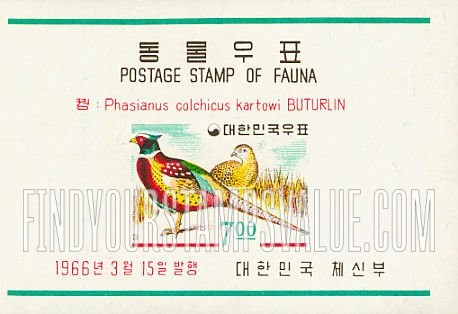 동물우표
POSTAGE STAMP OF FAUNA
꿩 : Phasianus colchicus kartowi BUTURLIN
대한민국우표
FINDYOURSTAMPSVALUE.COM
7.00
1966년 3월 15일 발행 대한민국 체신부